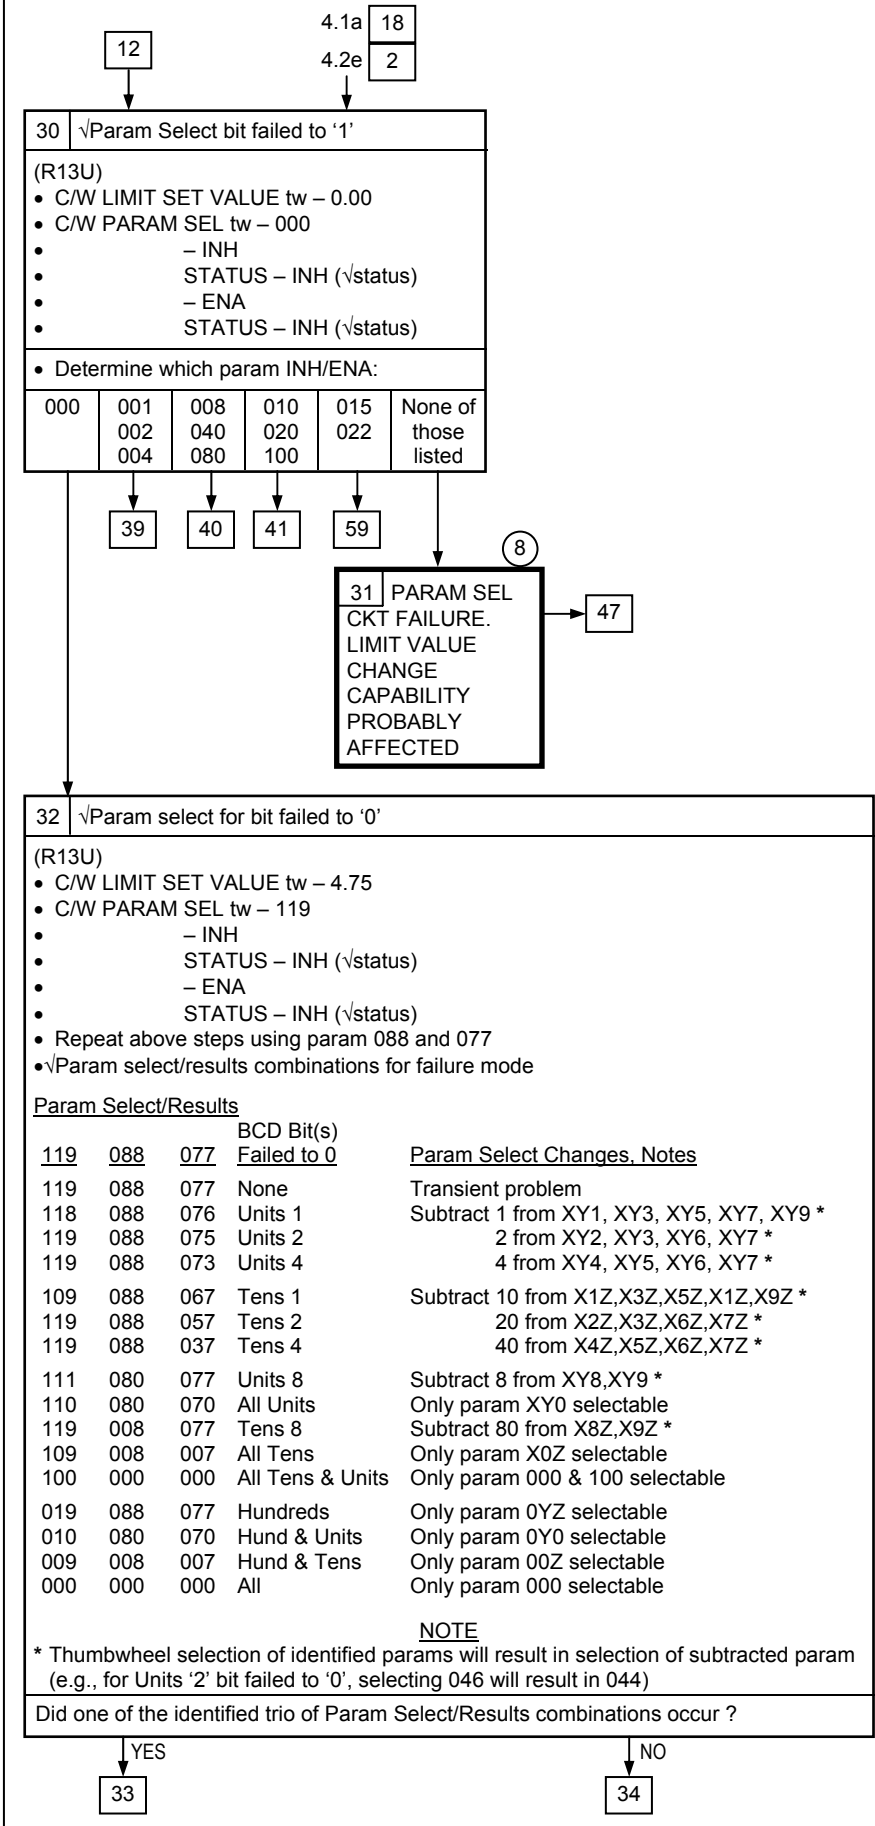 4.1a 18
12
4.2e 2
30 √Param Select bit failed to ‘1’
(R13U)
• C/W LIMIT SET VALUE tw – 0.00
• C/W PARAM SEL tw – 000
• – INH
• STATUS – INH (√status)
• – ENA
• STATUS – INH (√status)
• Determine which param INH/ENA:
000 001 008 010 015 None of
002 040 020 022 those
004 080 100 listed
39 40 41 59
8
31 PARAM SEL
CKT FAILURE.
LIMIT VALUE
CHANGE
CAPABILITY
PROBABLY
AFFECTED
47
32 √Param select for bit failed to ‘0’
(R13U)
• C/W LIMIT SET VALUE tw – 4.75
• C/W PARAM SEL tw – 119
• – INH
• STATUS – INH (√status)
• – ENA
• STATUS – INH (√status)
• Repeat above steps using param 088 and 077
•√Param select/results combinations for failure mode
Param Select/Results
BCD Bit(s)
119 088 077 Failed to 0 Param Select Changes, Notes
119 088 077 None Transient problem
118 088 076 Units 1 Subtract 1 from XY1, XY3, XY5, XY7, XY9 *
119 088 075 Units 2 2 from XY2, XY3, XY6, XY7 *
119 088 073 Units 4 4 from XY4, XY5, XY6, XY7 *
109 088 067 Tens 1 Subtract 10 from X1Z,X3Z,X5Z,X1Z,X9Z *
119 088 057 Tens 2 20 from X2Z,X3Z,X6Z,X7Z *
119 088 037 Tens 4 40 from X4Z,X5Z,X6Z,X7Z *
111 080 077 Units 8 Subtract 8 from XY8,XY9 *
110 080 070 All Units Only param XY0 selectable
119 008 077 Tens 8 Subtract 80 from X8Z,X9Z *
109 008 007 All Tens Only param X0Z selectable
100 000 000 All Tens & Units Only param 000 & 100 selectable
019 088 077 Hundreds Only param 0YZ selectable
010 080 070 Hund & Units Only param 0Y0 selectable
009 008 007 Hund & Tens Only param 00Z selectable
000 000 000 All Only param 000 selectable
NOTE
* Thumbwheel selection of identified params will result in selection of subtracted param
(e.g., for Units ‘2’ bit failed to ‘0’, selecting 046 will result in 044)
Did one of the identified trio of Param Select/Results combinations occur ?
YES NO
33 34